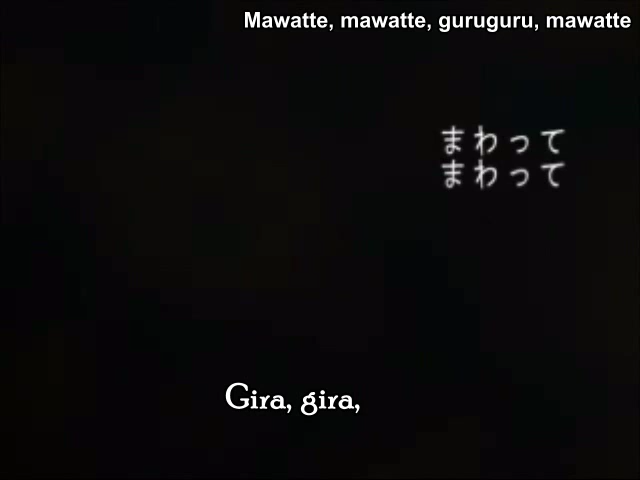 Mawatte, mawatte, guruguru, mawatte
まわって
まわって
Gira, gira,